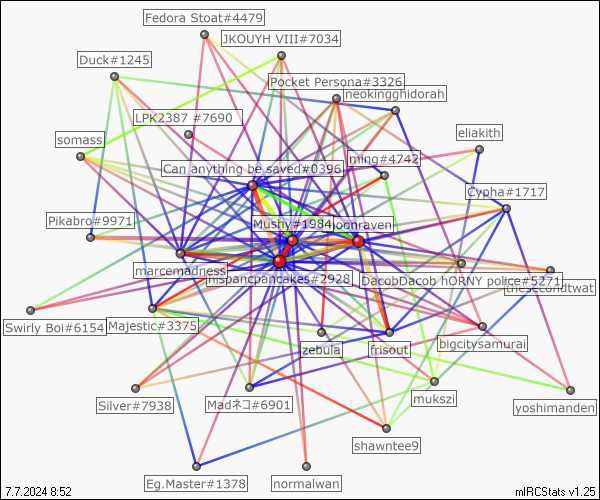 Fedora Stoat#4479
JKOUYH VIII#7034
Duck#1245
Pocket Persona#3326
neokingghidorah
LPK2387 #7690
eliakith
somass
ming#4742
Can anything be saved#0396
Cypha#1717
Pikabro#9971
Mushy#1984
moonraven
marcemadness
mspancpancakes#2928
DacobDacob hORNY police#5271
thesecondtwat
Swirly Boi#6154
Majestic#3375
zebula
frisout
bigcitysamurai
Silver#7938
Madネコ#6901
mukszi
yoshimanden
shawntee9
Eg.Master#1378
normalwan
7.7.2024 8:52
mIRCStats v1.25